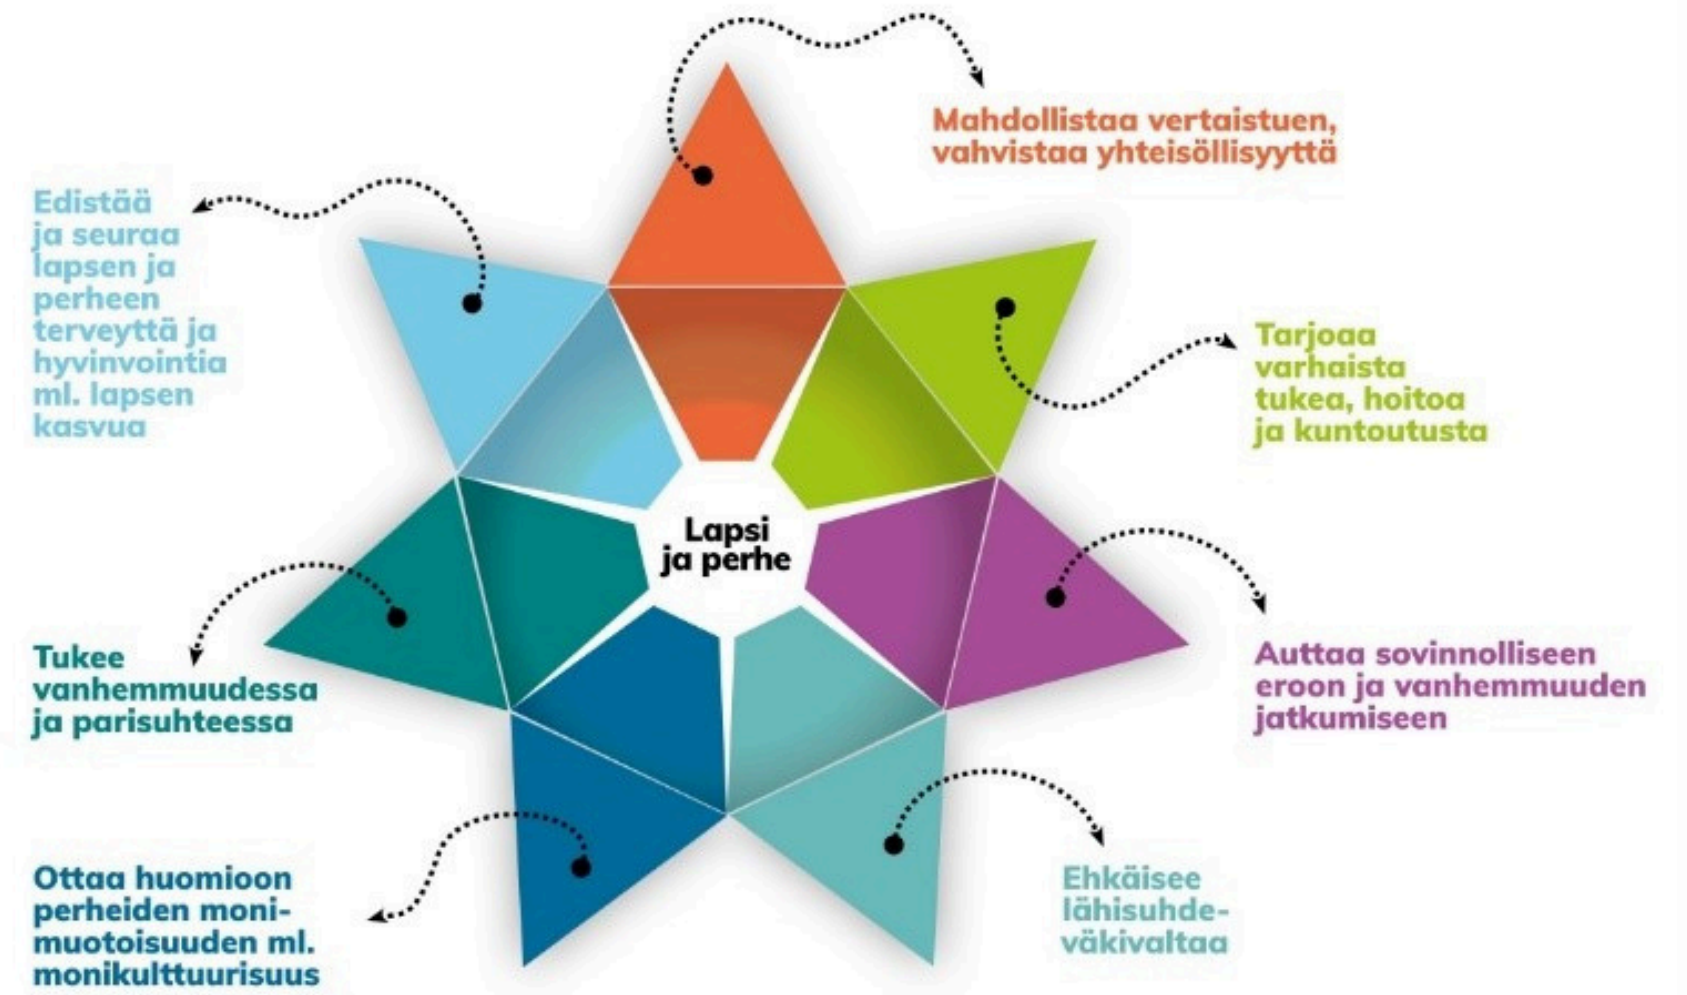 Mahdollistaa vertaistuen,
vahvistaa yhteisöllisyyttä
Edistää
ja seuraa
lapsen ja
perheen
terveyttä ja
hyvinvointia
ml. lapsen
kasvua
Tarjoaa
varhaista
tukea, hoitoa
ja kuntoutusta
Lapsi
ja perhe
Tukee
vanhemmuudessa
ja parisuhteessa
Auttaa sovinnolliseen
eroon ja vanhemmuuden
jatkumiseen
Ottaa huomioon
perheiden moni-
muotoisuuden ml.
monikulttuurisuus
Ehkäisee
lähisuhde-
väkivaltaa